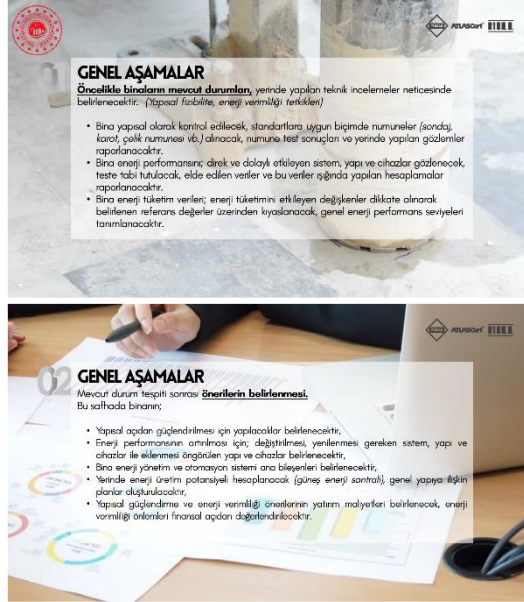 ATLASCERT
01
GENEL AŞAMALAR
Öncelikle binaların mevcut durumları, yerinde yapılan teknik incelemeler neticesinde
belirlenecektir. (Yapısal fizibilite, enerji verimliliği tetkikleri)
• Bina yapısal olarak kontrol edilecek, standartlara uygun biçimde numuneler (sondaj,
karot, çelik numunesi vb.) alınacak, numune test sonuçları ve yerinde yapılan gözlemler
raporlanacaktır.
• Bina enerji performansını; direk ve dolaylı etkileyen sistem, yapı ve cihazlar gözlenecek,
teste tabi tutulacak, elde edilen veriler ve bu veriler ışığında yapılan hesaplamalar
raporlanacaktır.
• Bina enerji tüketim verileri; enerji tüketimini etkileyen değişkenler dikkate alınarak
belirlenen referans değerler üzerinden kıyaslanacak, genel enerji performans seviyeleri
tanımlanacaktır.
ATLASCERT
02
GENEL AŞAMALAR
Mevcut durum tespiti sonrası önerilerin belirlenmesi.
Bu safhada binanın;
• Yapısal açıdan güçlendirilmesi için yapılacaklar belirlenecektir,
• Enerji performansının artırılması için; değiştirilmesi, yenilenmesi gereken sistem, yapı ve
cihazlar ile eklenmesi öngörülen yapı ve cihazlar belirlenecektir,
• Bina enerji yönetim ve otomasyon sistemi ana bileşenleri belirlenecektir,
• Yerinde enerji üretim potansiyeli hesaplanacak (güneş enerji santrali), genel yapıya ilişkin
planlar oluşturulacaktır,
• Yapısal güçlendirme ve enerji verimliliği önerilerinin yatırım maliyetleri belirlenecek, enerji
verimliliği önlemleri finansal açıdan değerlendirilecektir.